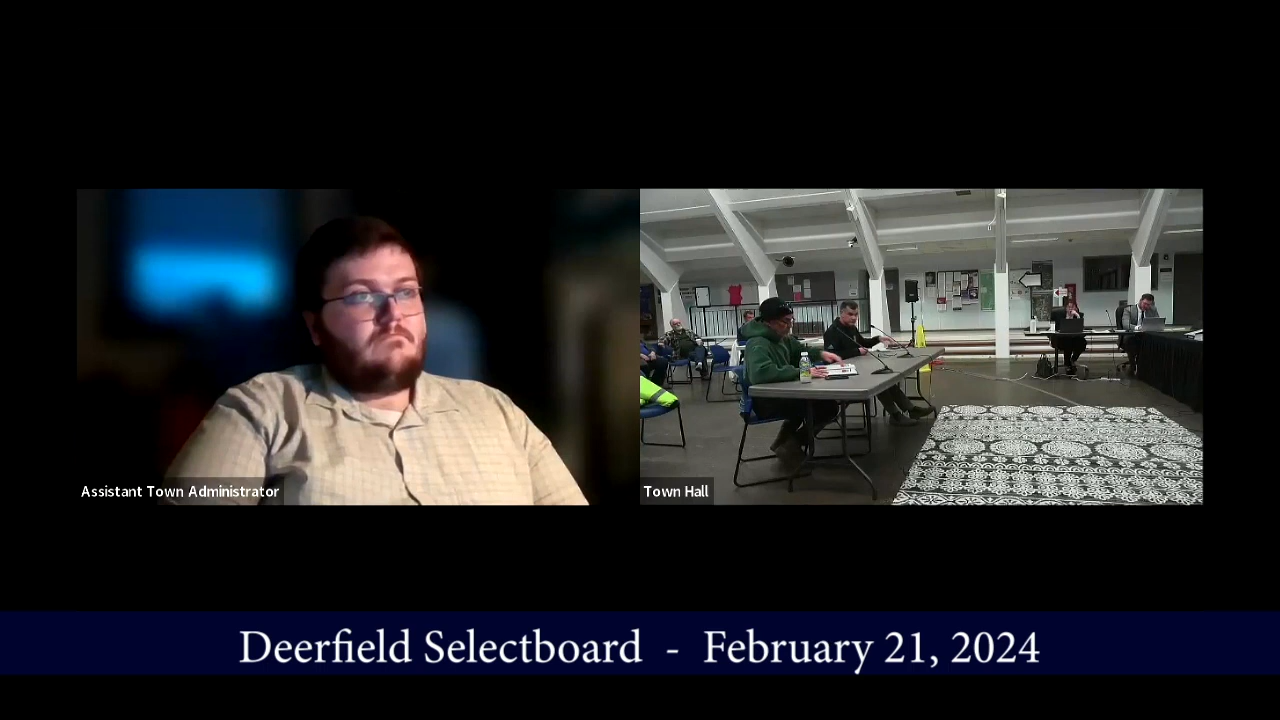 Assistant Town Administrator
Town Hall
Deerfield Selectboard - February 21, 2024